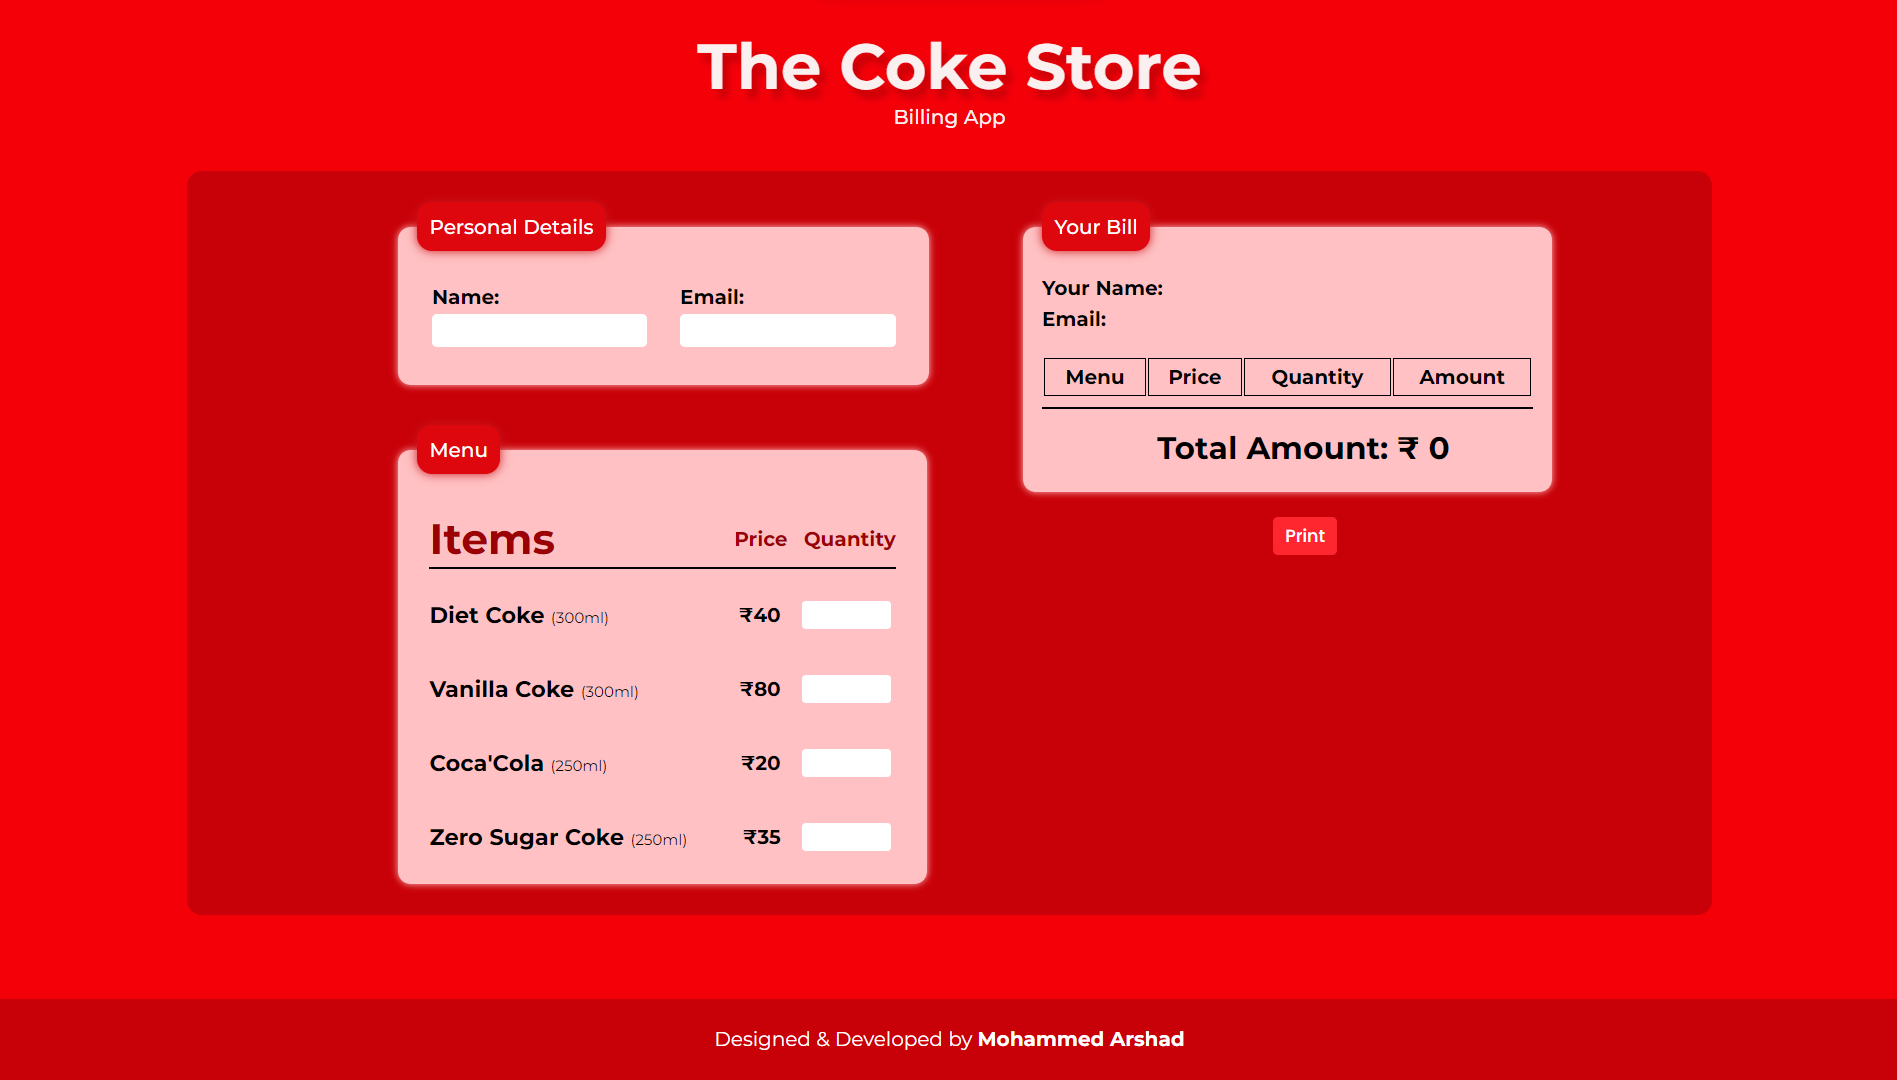 The Coke Store
Billing App
Personal Details
Name:
Email:
Menu
Items Price Quantity
Diet Coke (300ml) ₹40
Vanilla Coke (300ml) ₹80
Coca'Cola (250ml) ₹20
Zero Sugar Coke (250ml) ₹35
Your Bill
Your Name:
Email:
Menu Price Quantity Amount
Total Amount: ₹ 0
Print
Designed & Developed by Mohammed Arshad